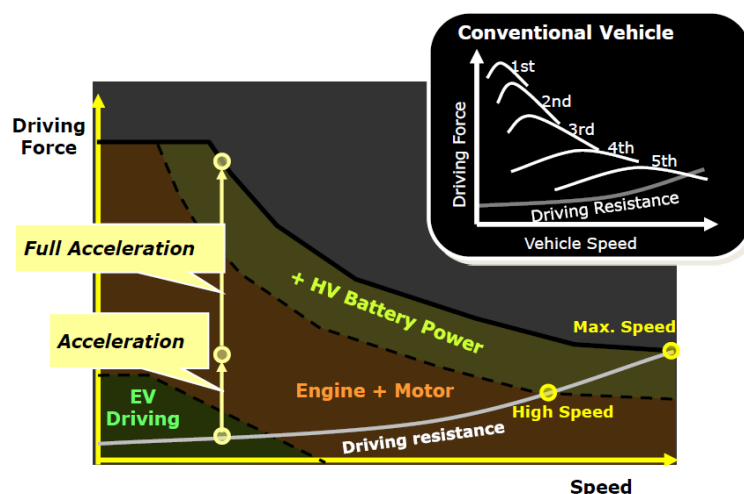 Conventional Vehicle
1st
2nd
3rd
4th
5th
Driving Force
Driving Resistance
Vehicle Speed
Driving
Force
Full Acceleration
+ HV Battery Power
Max. Speed
Acceleration
EV
Driving
Engine + Motor
High Speed
Driving resistance
Speed